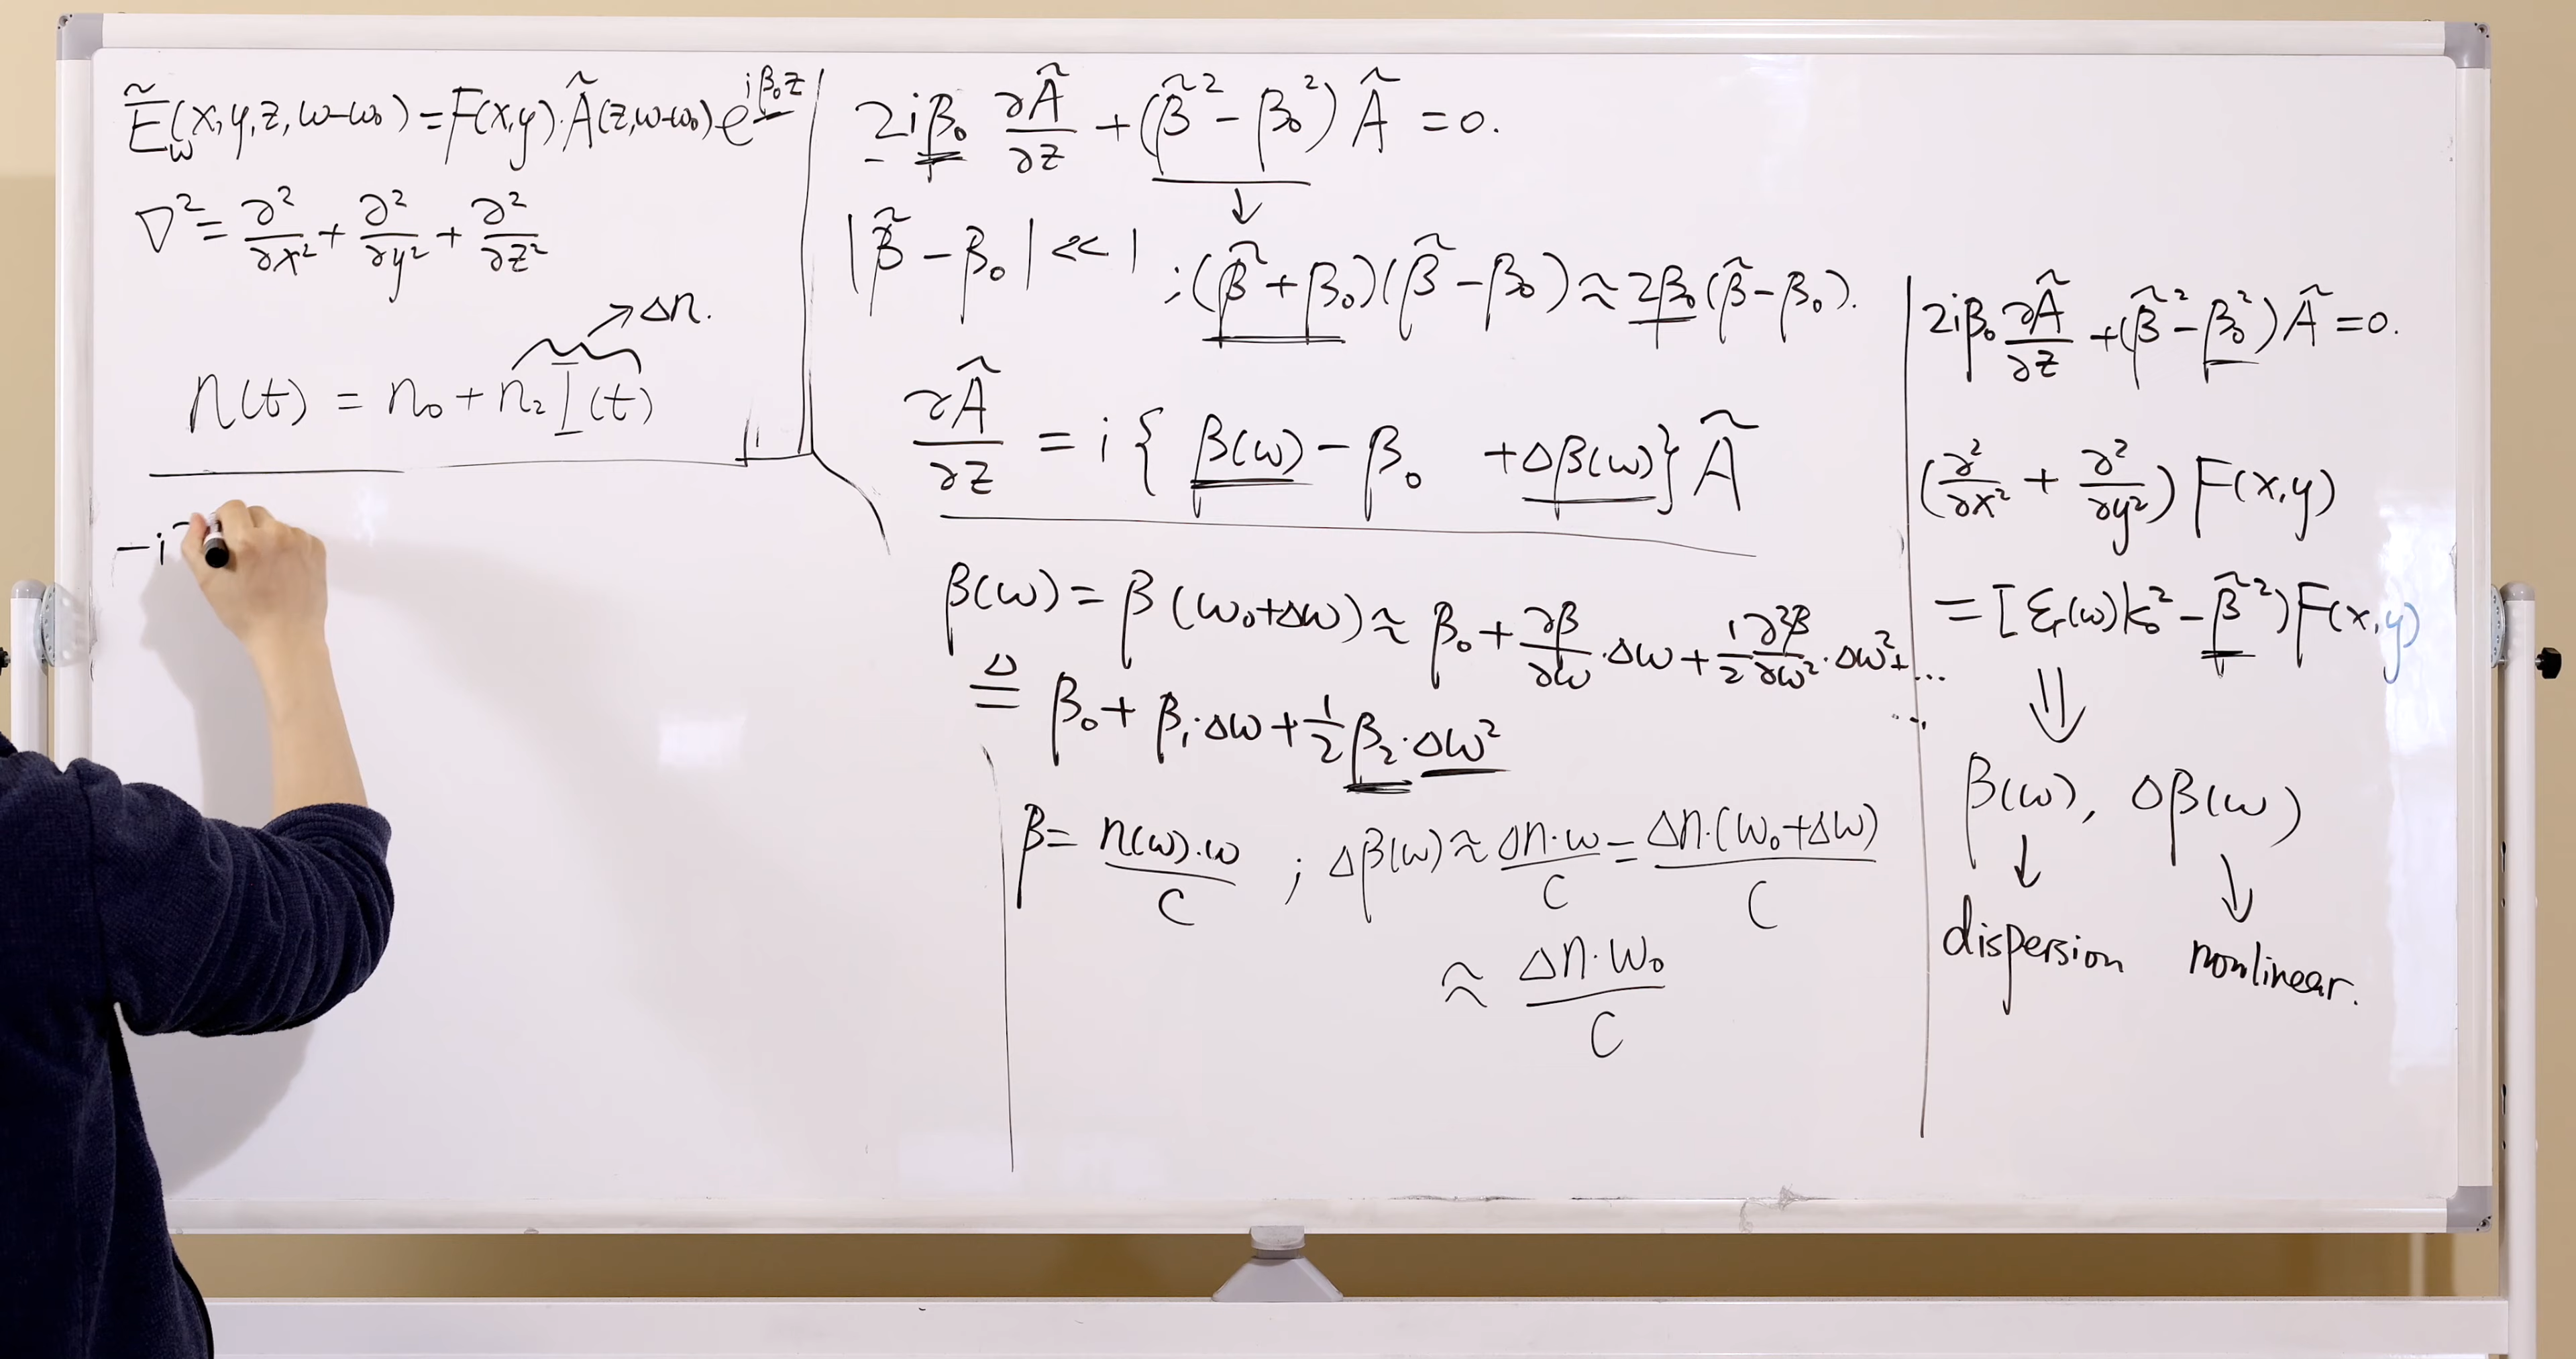 Ẽ_ω(x,y,z,ω-ω₀)=F(x,y)·Ã(z,ω-ω₀)·e^{iβ₀z}
∇²=∂²/∂x²+∂²/∂y²+∂²/∂z²
→Δn.
n(t) = n₀+n₂I(t)
-i
2iβ₀ ∂Ã/∂z +(β̃²-β₀²)Ã=0.
↓
|β̃-β₀|≪1 ;(β̃+β₀)(β̃-β₀)≈2β₀(β̃-β₀).
∂Ã/∂z = i{β(ω)-β₀ +Δβ(ω)}Ã
β(ω)=β(ω₀+Δω)≈β₀+∂β/∂ω·Δω+1/2 ∂²β/∂ω²·Δω²+...
≜ β₀+β₁·Δω+1/2 β₂·Δω² ...
β=n(ω)·ω/C ; Δβ(ω)≈Δn·ω/C=Δn·(ω₀+Δω)/C
≈ Δn·ω₀/C
2iβ₀ ∂Ã/∂z+(β̃²-β₀²)Ã=0.
(∂²/∂x²+∂²/∂y²)F(x,y)
=[εr(ω)k₀²-β̃²)F(x,y)
⇓
β(ω), Δβ(ω)
↓ ↓
dispersion nonlinear.